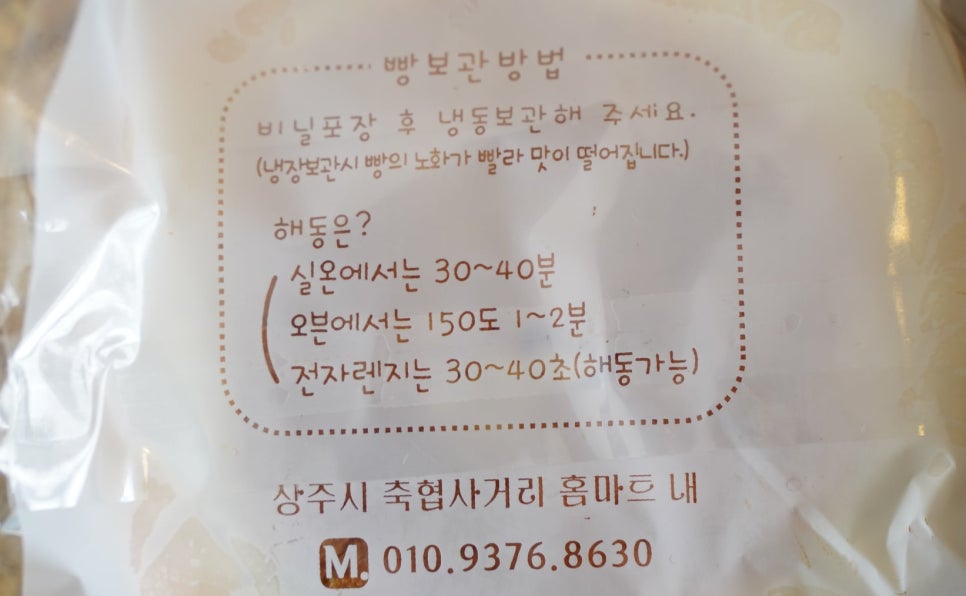 빵보관방법
비닐포장 후 냉동보관해 주세요.
(냉장보관시 빵의 노화가 빨라 맛이 떨어집니다.)
해동은?
실온에서는 30~40분
오븐에서는 150도 1~2분
전자렌지는 30~40초(해동가능)
상주시 축협사거리 홈마트 내
M. 010.9376.8630